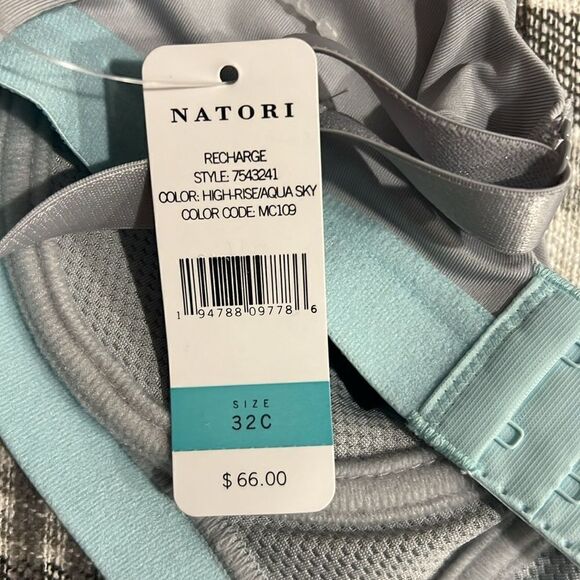 NATORI
RECHARGE
STYLE: 7543241
COLOR: HIGH-RISE/AQUA SKY
COLOR CODE: MC109
1 94788 09778 6
SIZE
32C
$ 66.00